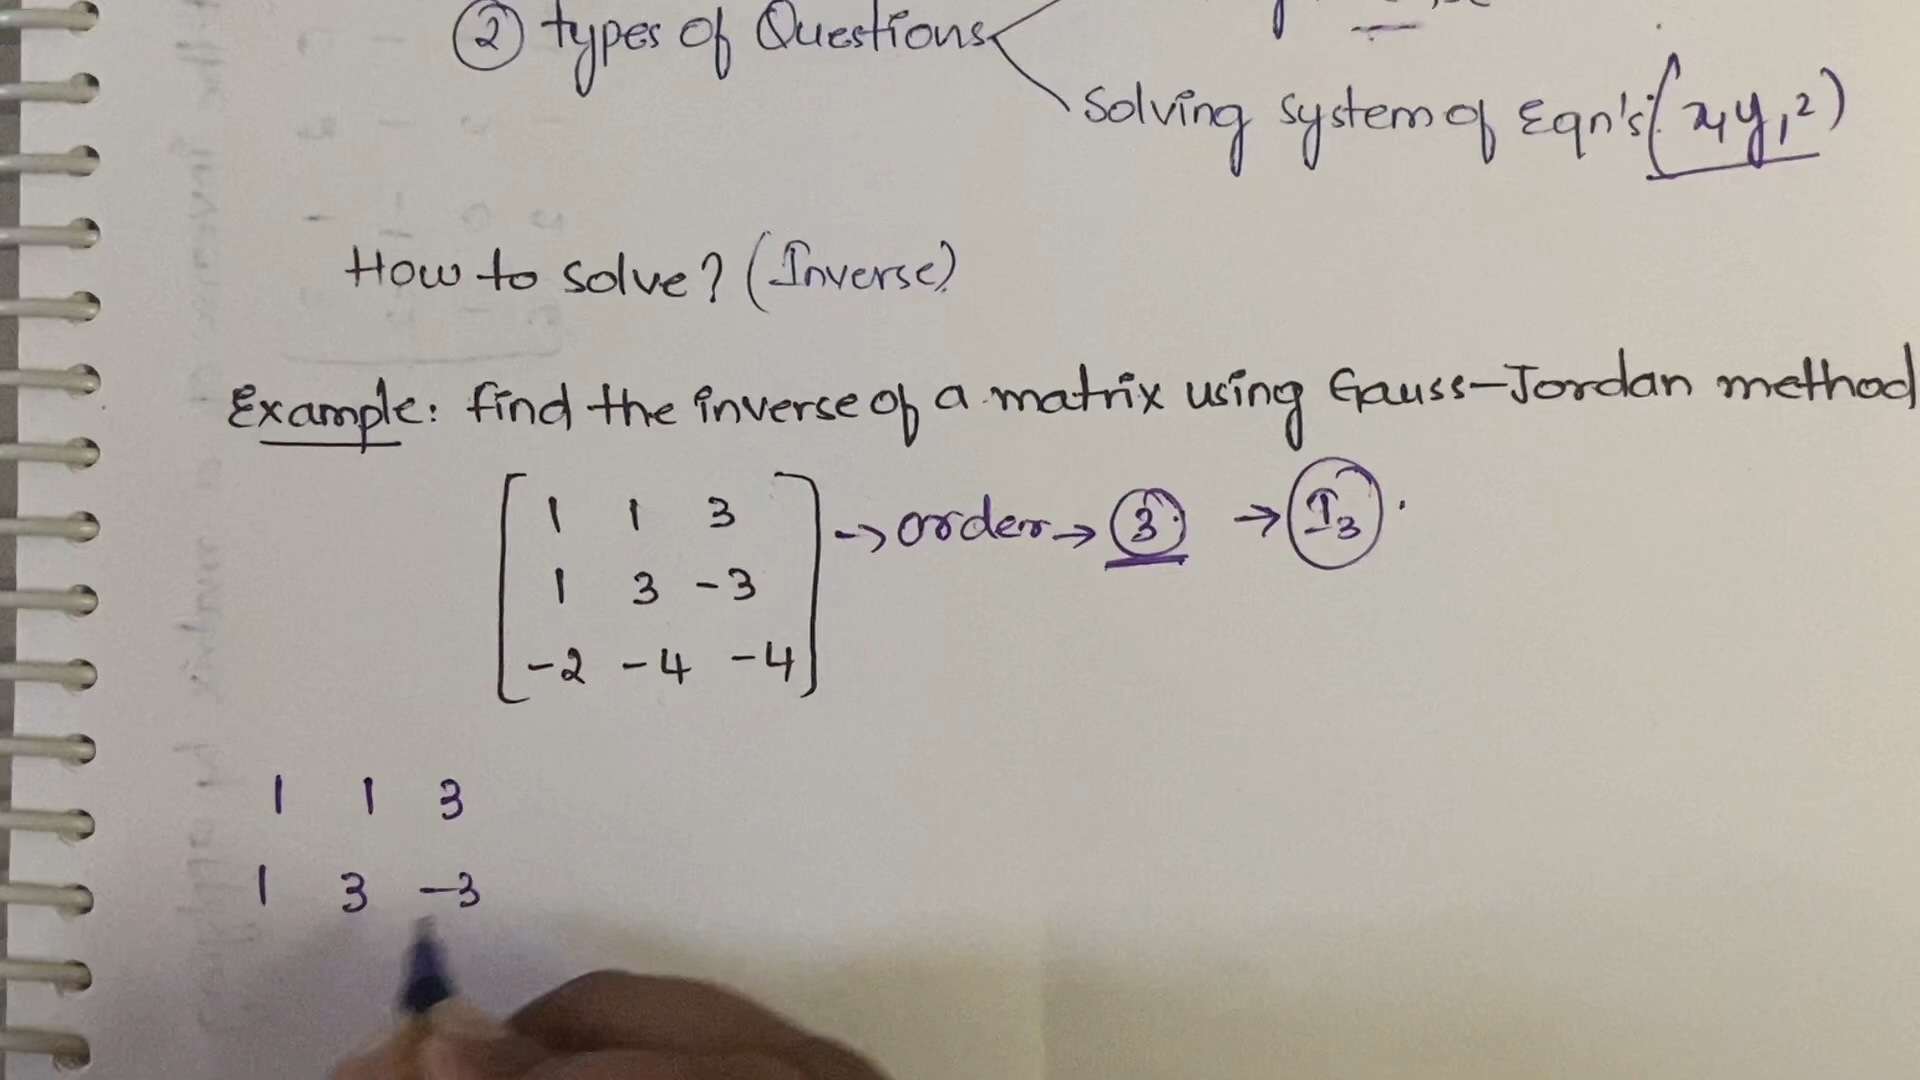 ② types of Questions
Solving system of Eqn's (x, y, z)
How to solve? (Inverse)
Example: find the inverse of a matrix using Gauss-Jordan method
1 1 3 → order → 3 → I₃.
1 3 -3
-2 -4 -4
1 1 3
1 3 -3